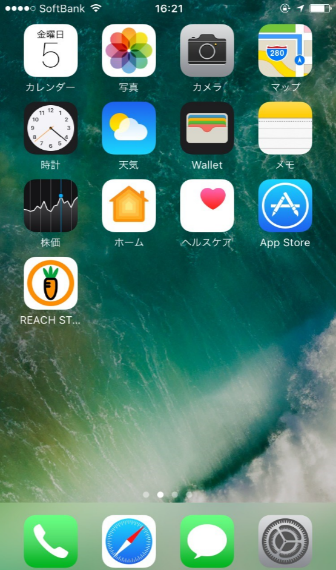 SoftBank 16:21
金曜日
5
280
カレンダー 写真 カメラ マップ
時計 天気 Wallet メモ
株価 ホーム ヘルスケア App Store
REACH ST...